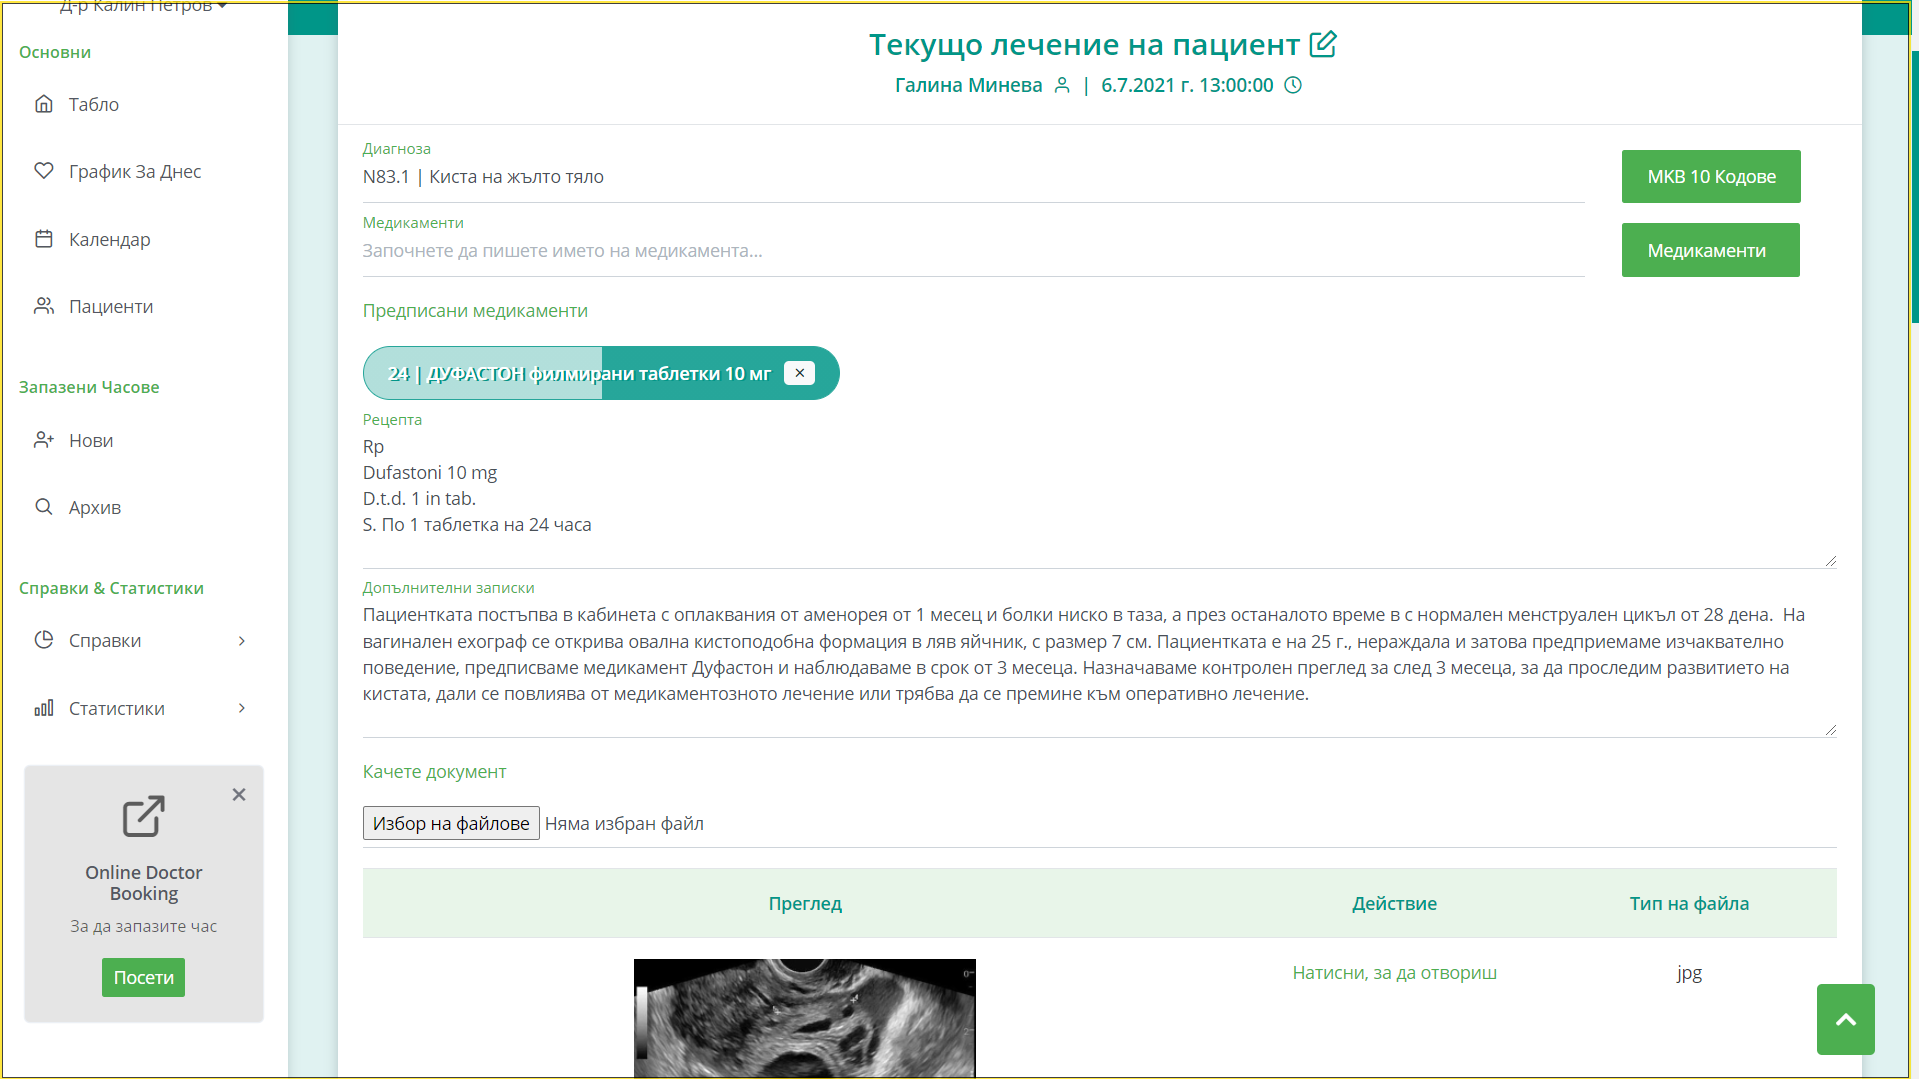 Д-р Калин Петров
Основни
Табло
График За Днес
Календар
Пациенти
Запазени Часове
Нови
Архив
Справки & Статистики
Справки
Статистики
Online Doctor
Booking
За да запазите час
Посети
Текущо лечение на пациент
Галина Минева | 6.7.2021 г. 13:00:00
Диагноза
N83.1 | Киста на жълто тяло
МКВ 10 Кодове
Медикаменти
Започнете да пишете името на медикамента...
Медикаменти
Предписани медикаменти
24 | ДУФАСТОН филмирани таблетки 10 мг
Рецепта
Rp
Dufastoni 10 mg
D.t.d. 1 in tab.
S. По 1 таблетка на 24 часа
Допълнителни записки
Пациентката постъпва в кабинета с оплаквания от аменорея от 1 месец и болки ниско в таза, а през останалото време в с нормален менструален цикъл от 28 дена. На
вагинален ехограф се открива овална кистоподобна формация в ляв яйчник, с размер 7 см. Пациентката е на 25 г., нераждала и затова предприемаме изчаквателно
поведение, предписваме медикамент Дуфастон и наблюдаваме в срок от 3 месеца. Назначаваме контролен преглед за след 3 месеца, за да проследим развитието на
кистата, дали се повлиява от медикаментозното лечение или трябва да се премине към оперативно лечение.
Качете документ
Избор на файлове Няма избран файл
Преглед Действие Тип на файла
Натисни, за да отвориш jpg